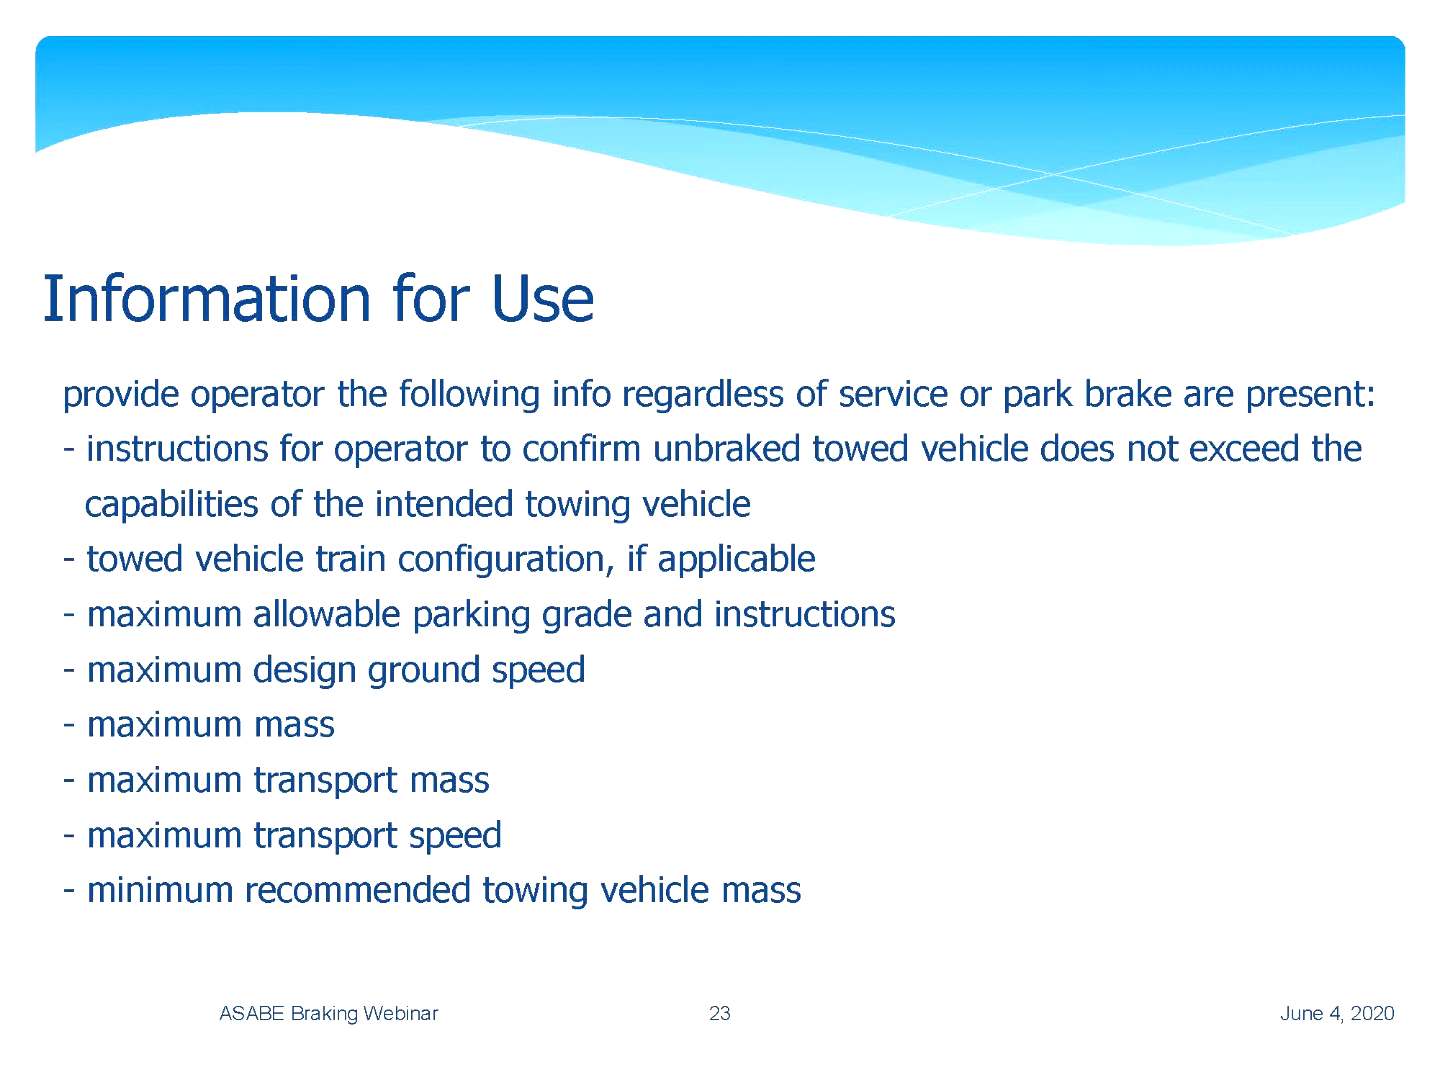 Information for Use
provide operator the following info regardless of service or park brake are present:
- instructions for operator to confirm unbraked towed vehicle does not exceed the
capabilities of the intended towing vehicle
- towed vehicle train configuration, if applicable
- maximum allowable parking grade and instructions
- maximum design ground speed
- maximum mass
- maximum transport mass
- maximum transport speed
- minimum recommended towing vehicle mass
ASABE Braking Webinar 23 June 4, 2020